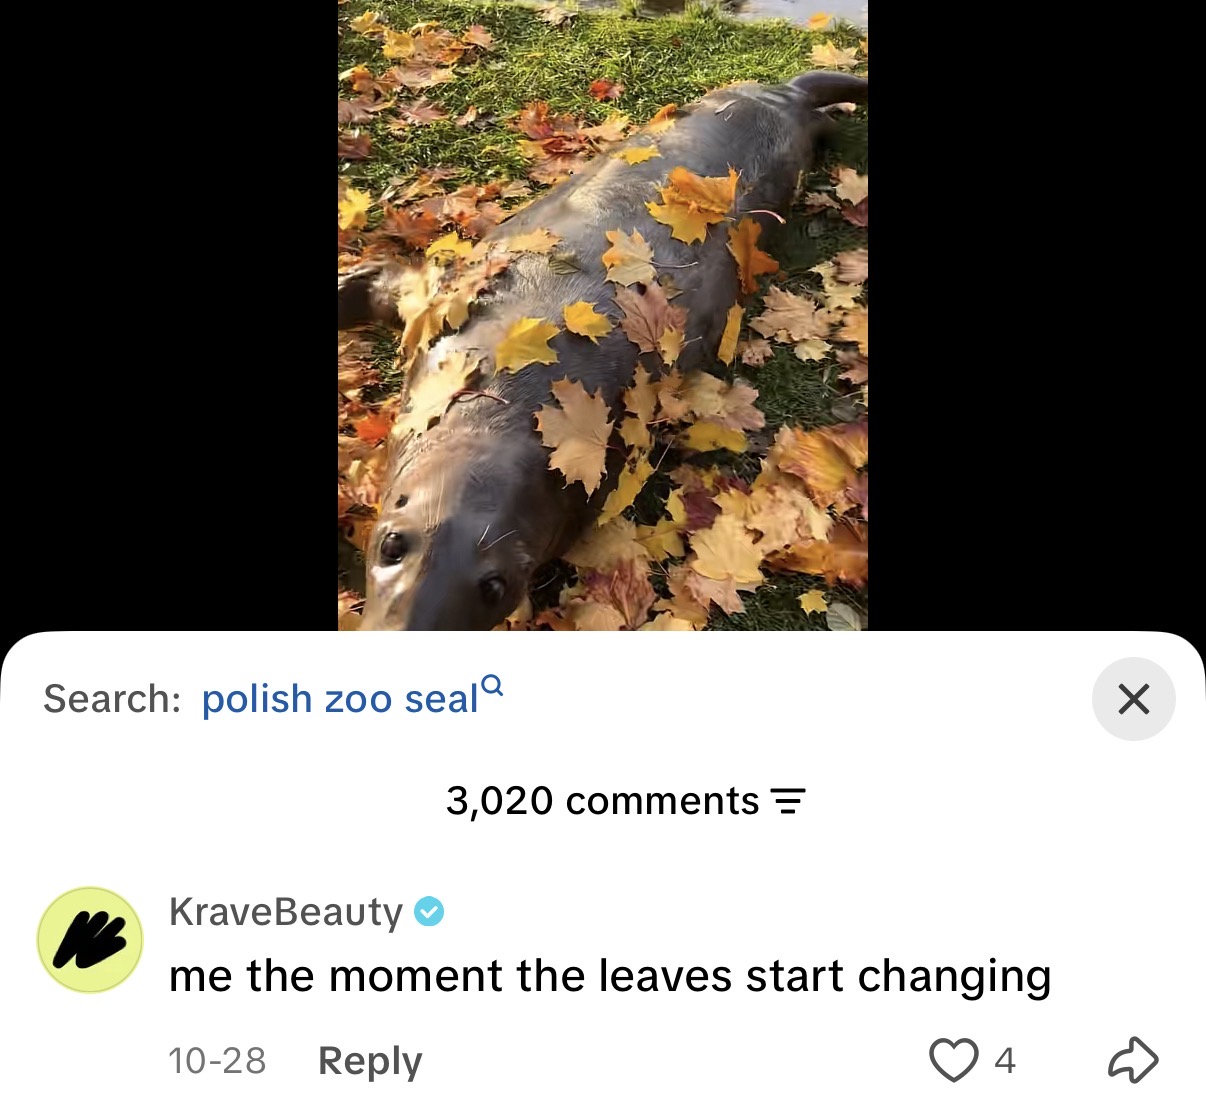 Search: polish zoo seal
3,020 comments
KraveBeauty
me the moment the leaves start changing
10-28 Reply 4